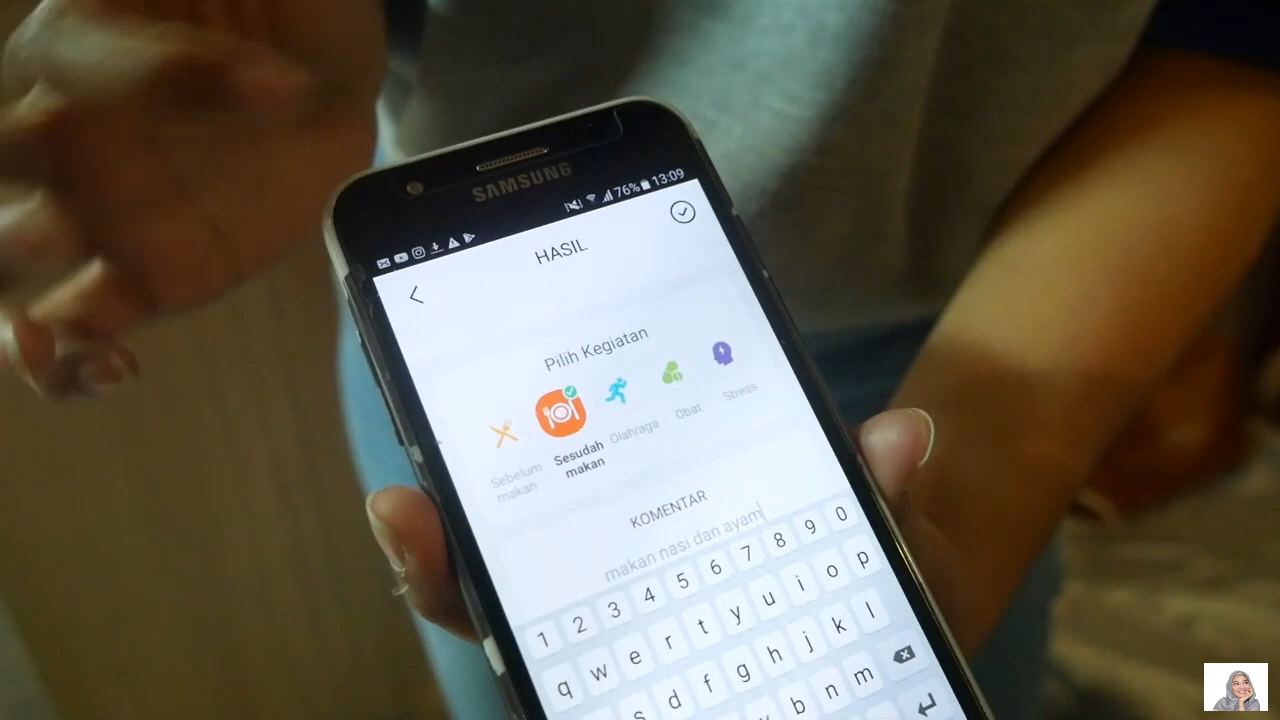 SAMSUNG
76% 13:09
HASIL
Pilih Kegiatan
Sebelum makan
Sesudah makan
Olahraga
Obat
Stress
KOMENTAR
makan nasi dan ayam
1 2 3 4 5 6 7 8 9 0
q w e r t y u i o p
s d f g h j k l
b n m